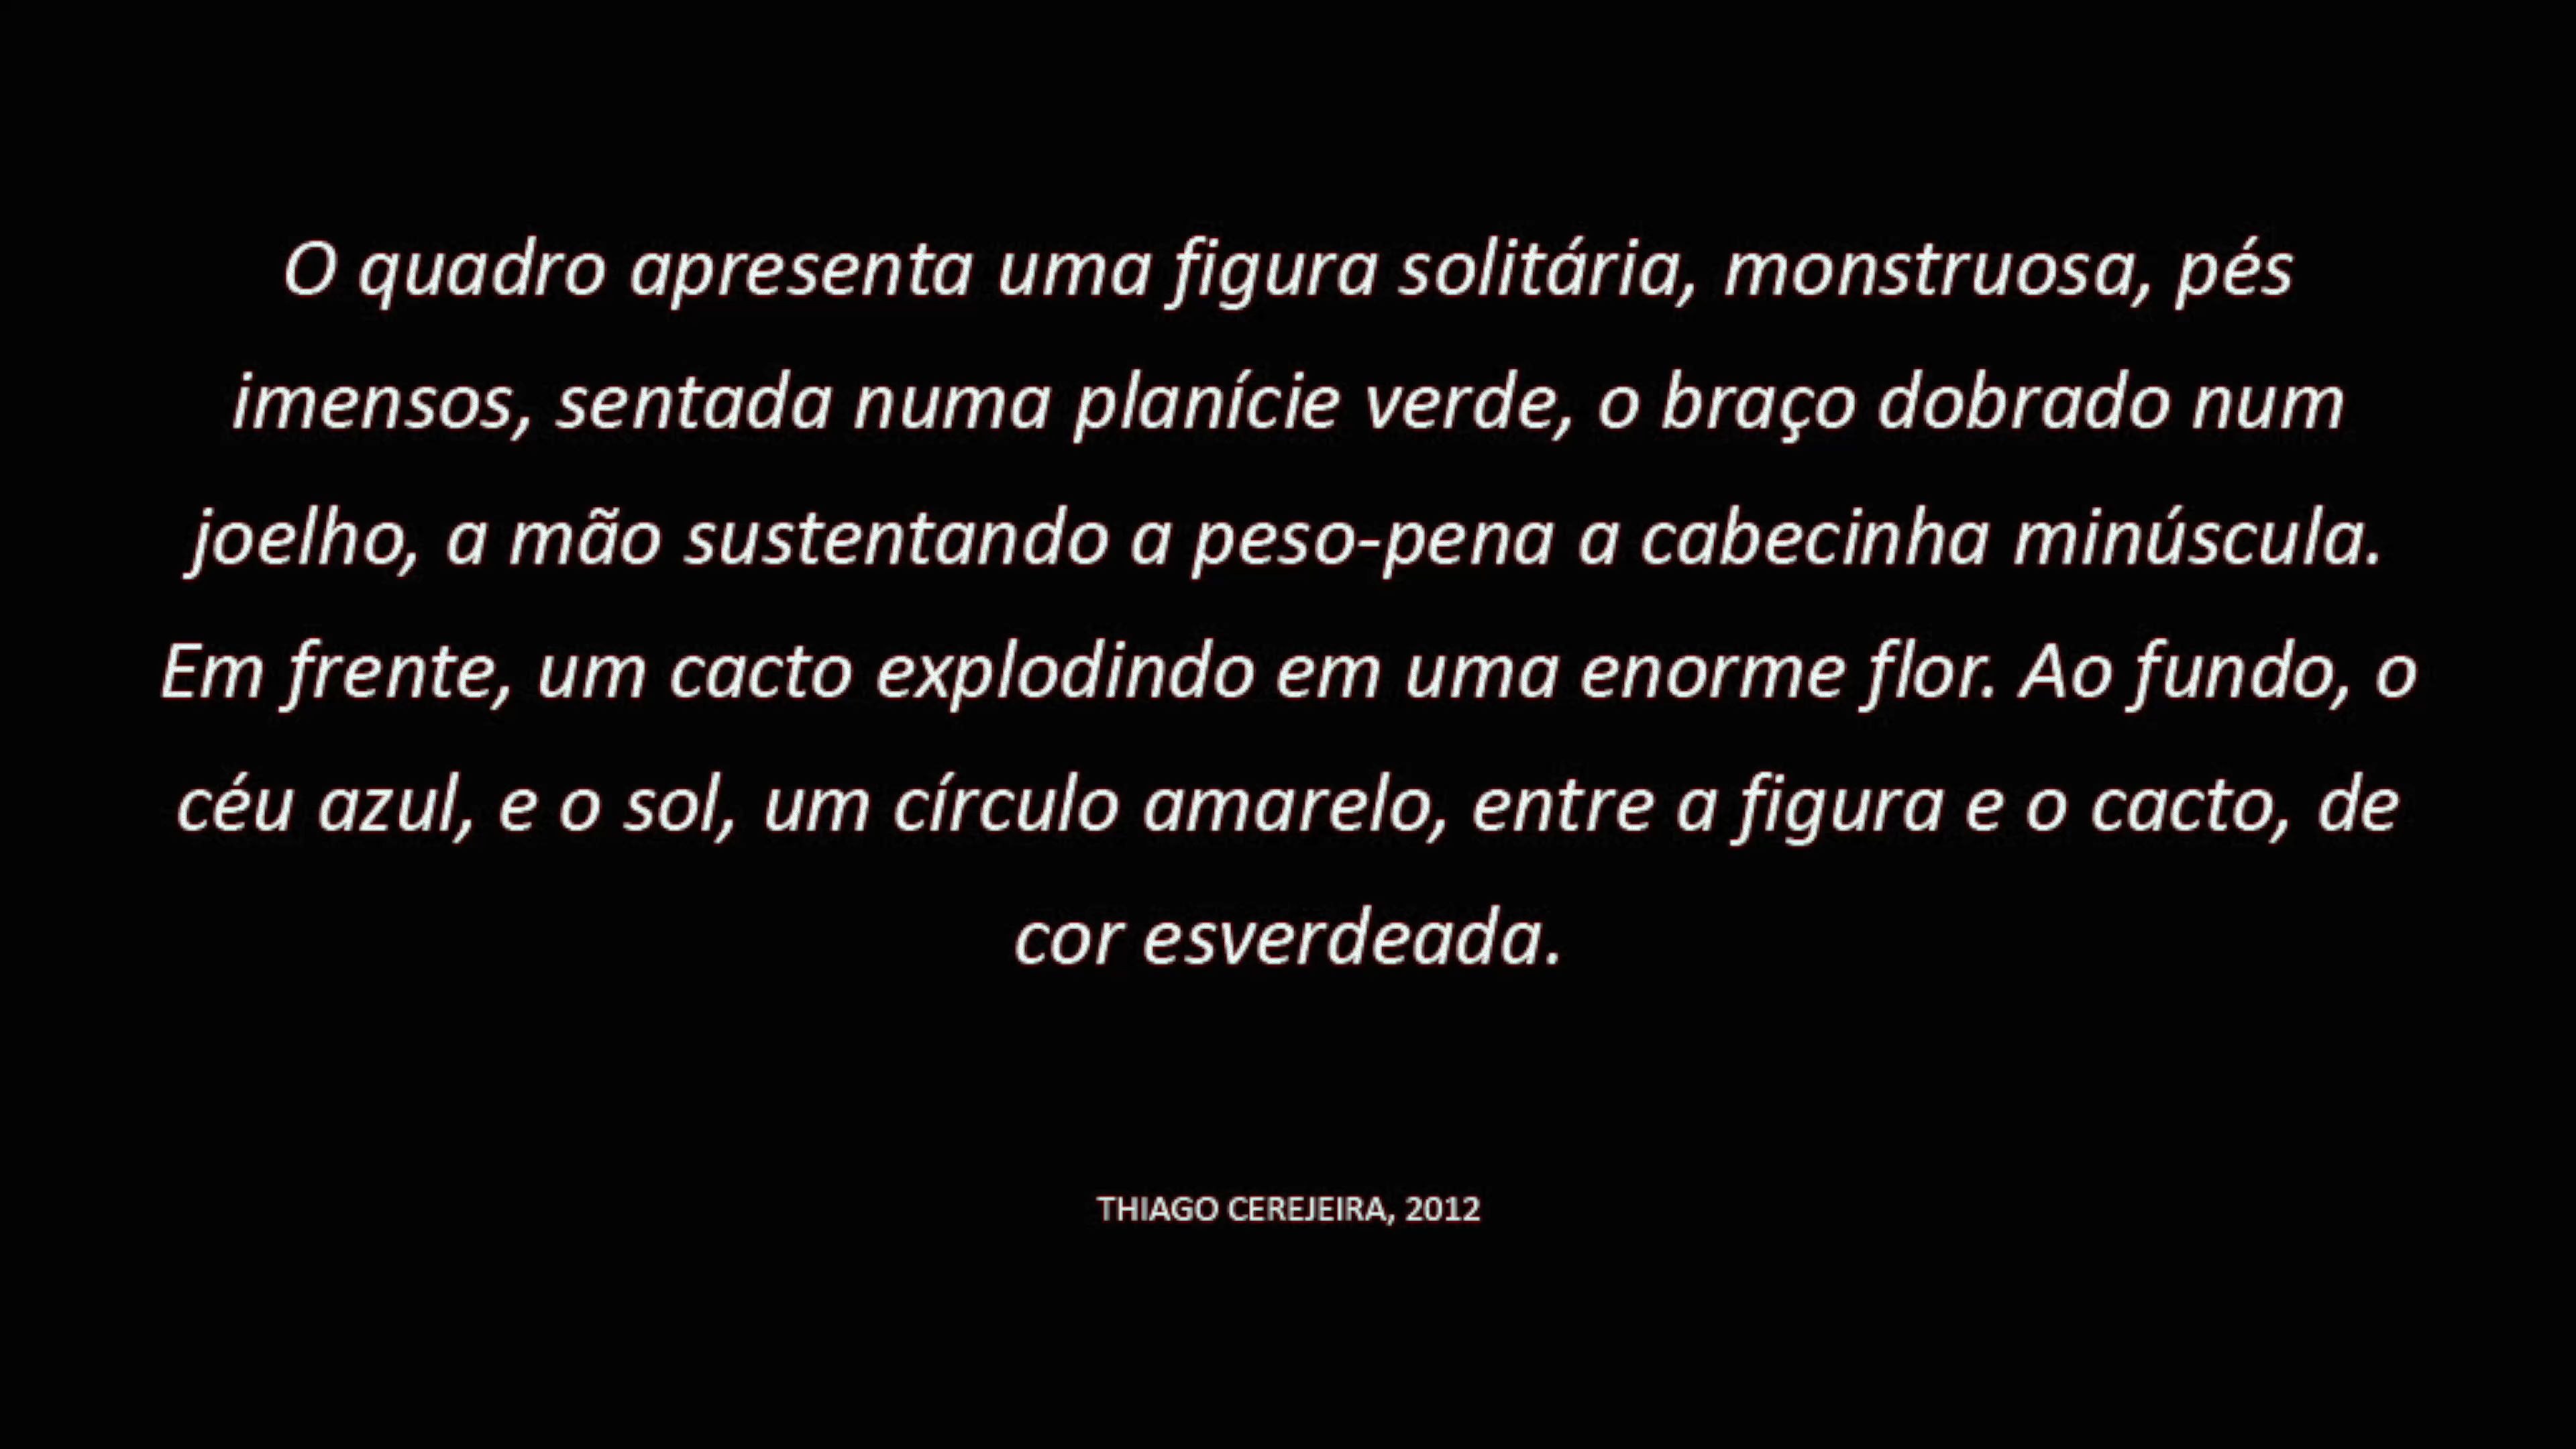 O quadro apresenta uma figura solitária, monstruosa, pés
imensos, sentada numa planície verde, o braço dobrado num
joelho, a mão sustentando a peso-pena a cabecinha minúscula.
Em frente, um cacto explodindo em uma enorme flor. Ao fundo, o
céu azul, e o sol, um círculo amarelo, entre a figura e o cacto, de
cor esverdeada.
THIAGO CEREJEIRA, 2012